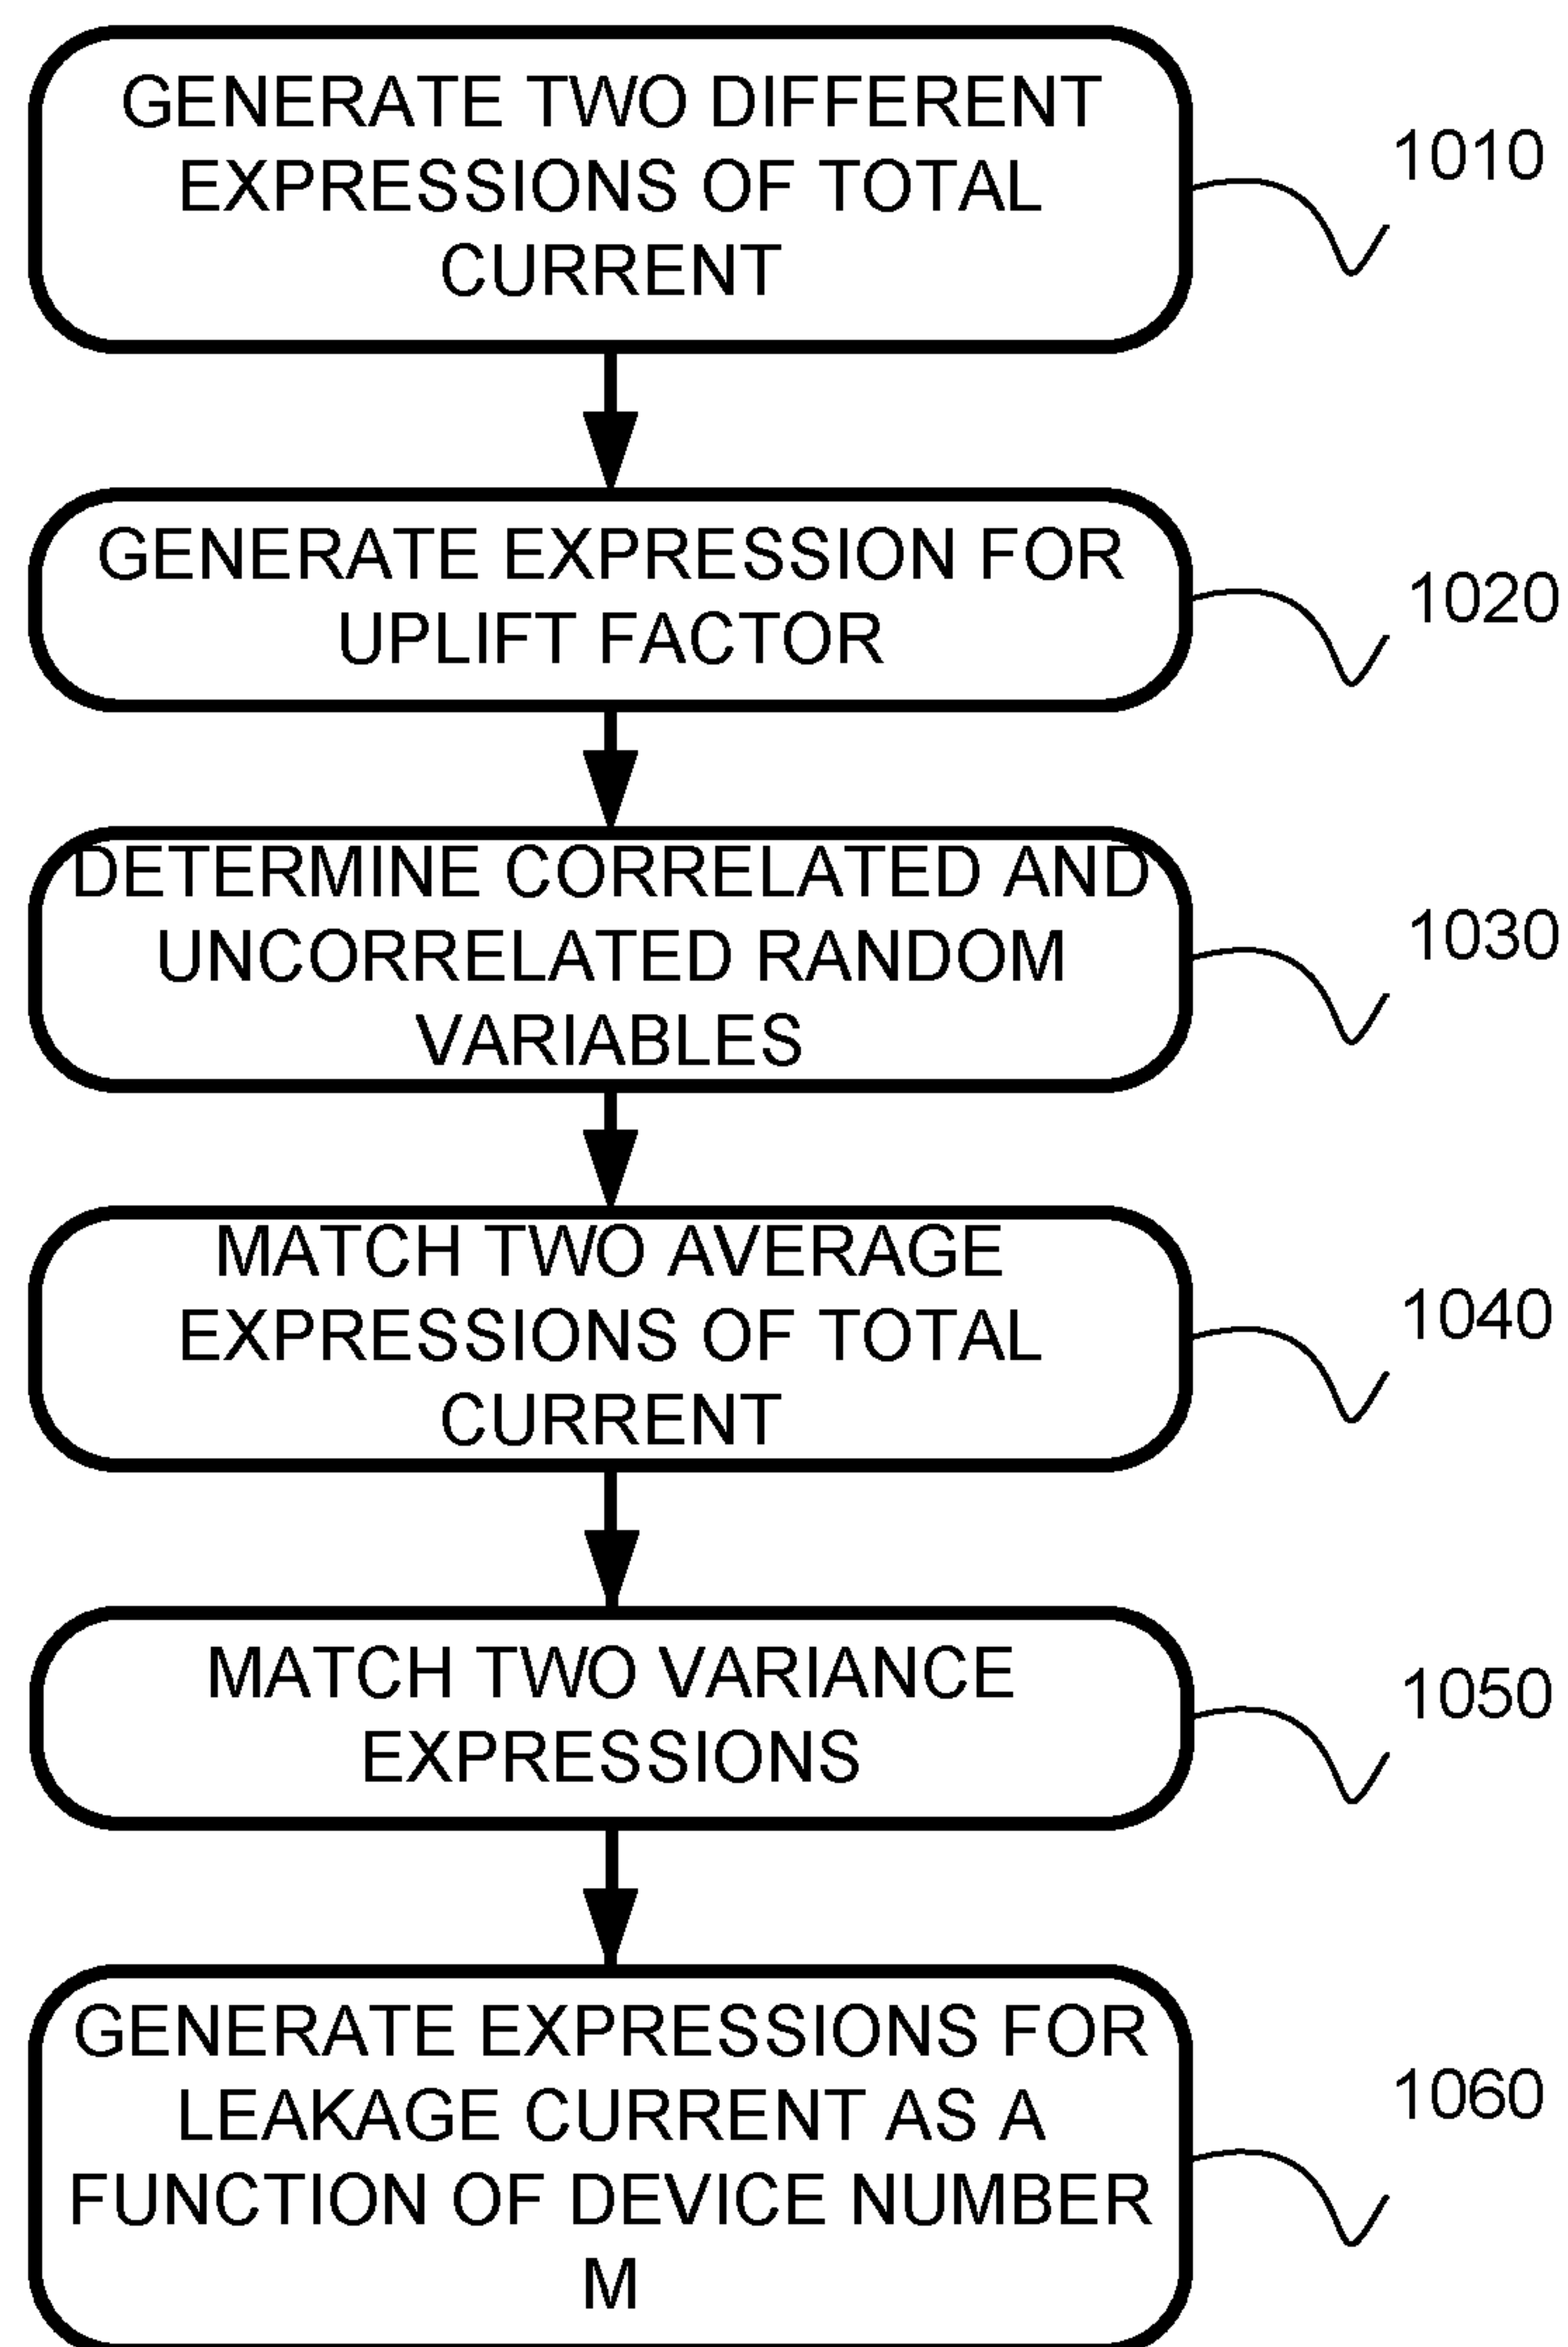 GENERATE TWO DIFFERENT
EXPRESSIONS OF TOTAL
CURRENT
1010
GENERATE EXPRESSION FOR
UPLIFT FACTOR
1020
DETERMINE CORRELATED AND
UNCORRELATED RANDOM
VARIABLES
1030
MATCH TWO AVERAGE
EXPRESSIONS OF TOTAL
CURRENT
1040
MATCH TWO VARIANCE
EXPRESSIONS
1050
GENERATE EXPRESSIONS FOR
LEAKAGE CURRENT AS A
FUNCTION OF DEVICE NUMBER
M
1060